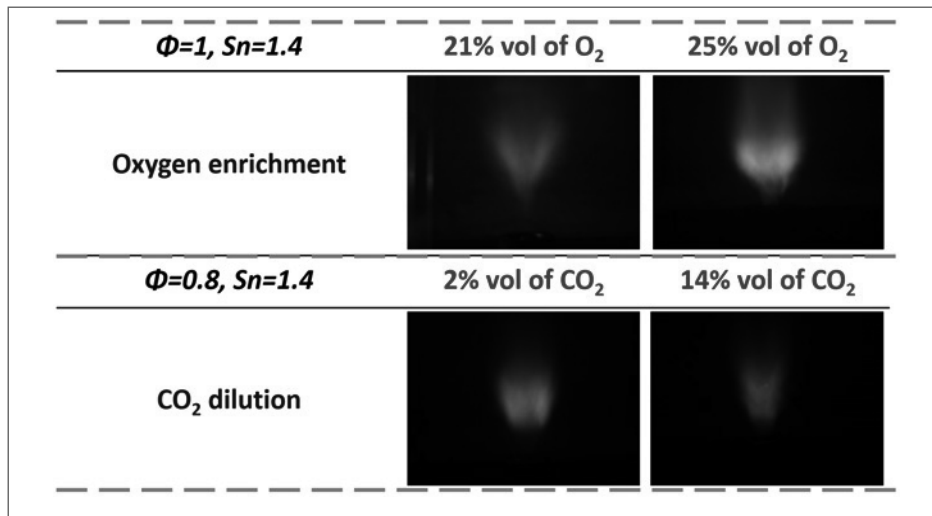 Φ=1, Sn=1.4 21% vol of O₂ 25% vol of O₂
Oxygen enrichment
Φ=0.8, Sn=1.4 2% vol of CO₂ 14% vol of CO₂
CO₂ dilution